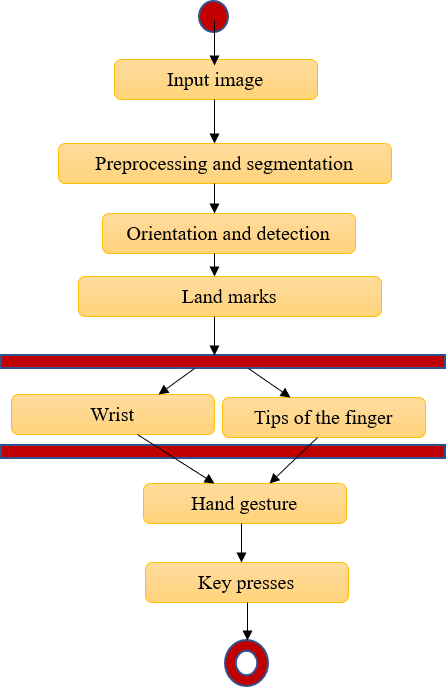 Input image
Preprocessing and segmentation
Orientation and detection
Land marks
Wrist
Tips of the finger
Hand gesture
Key presses